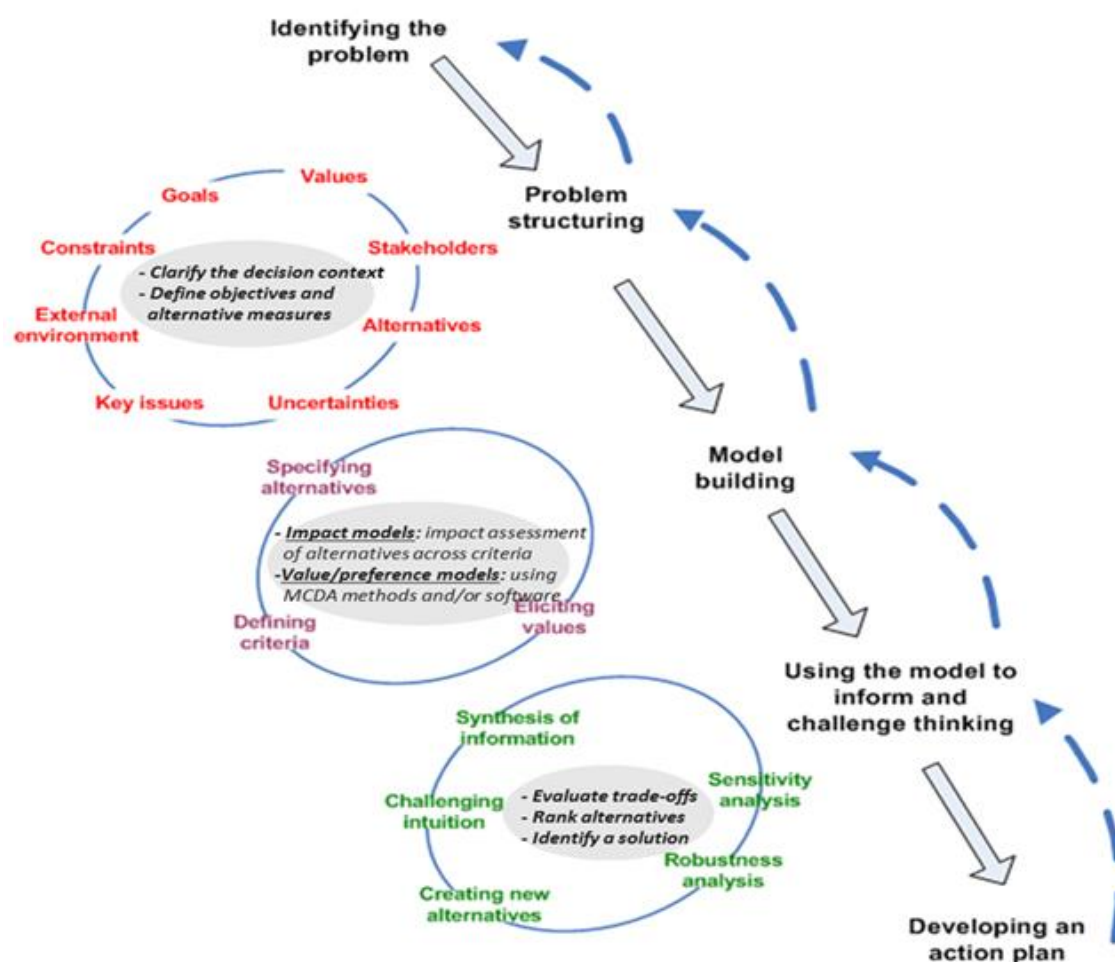 Identifying the
problem
Problem
structuring
Values
Goals
Constraints
Stakeholders
- Clarify the decision context
- Define objectives and
alternative measures
External
environment
Alternatives
Key issues
Uncertainties
Model
building
Specifying
alternatives
- Impact models: impact assessment
of alternatives across criteria
-Value/preference models: using
MCDA methods and/or software
Defining
criteria
Eliciting
values
Using the model to
inform and
challenge thinking
Synthesis of
information
Challenging
intuition
- Evaluate trade-offs
- Rank alternatives
- Identify a solution
Sensitivity
analysis
Robustness
analysis
Creating new
alternatives
Developing an
action plan